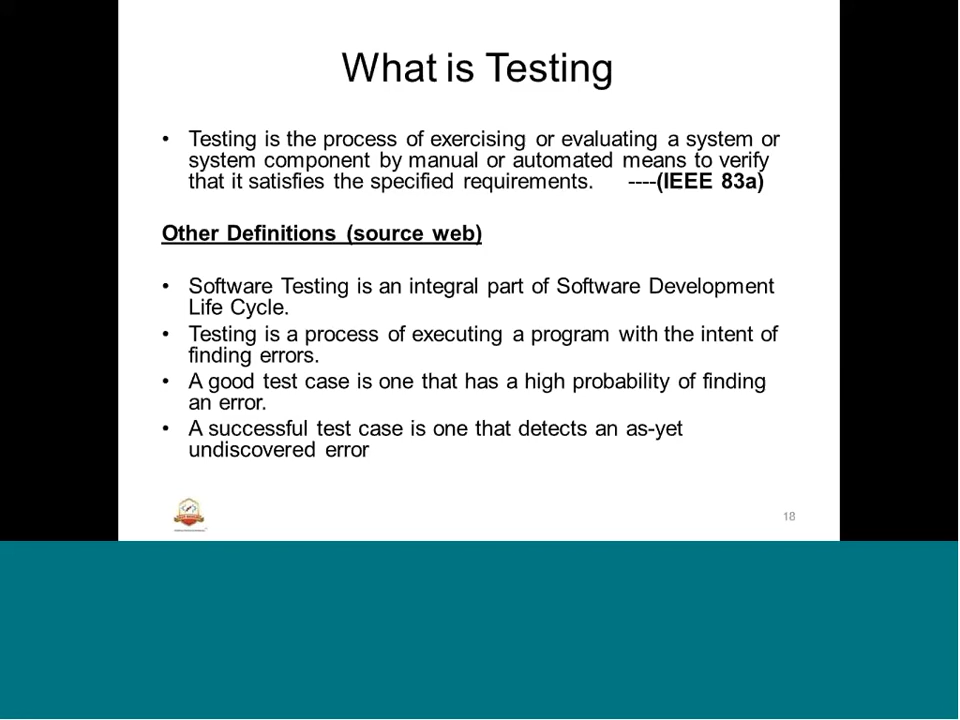 What is Testing
• Testing is the process of exercising or evaluating a system or
system component by manual or automated means to verify
that it satisfies the specified requirements. ----(IEEE 83a)
Other Definitions (source web)
• Software Testing is an integral part of Software Development
Life Cycle.
• Testing is a process of executing a program with the intent of
finding errors.
• A good test case is one that has a high probability of finding
an error.
• A successful test case is one that detects an as-yet
undiscovered error
18